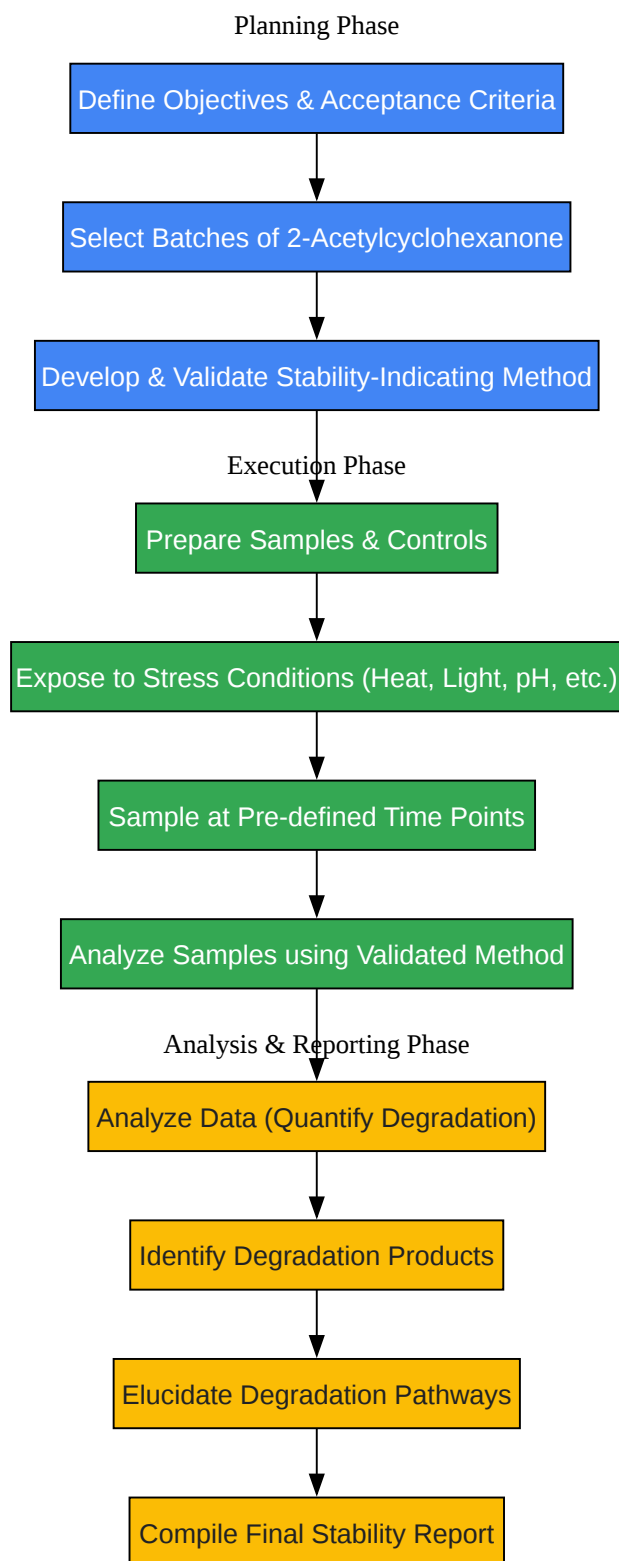 Planning Phase
Define Objectives & Acceptance Criteria
Select Batches of 2-Acetylcyclohexanone
Develop & Validate Stability-Indicating Method
Execution Phase
Prepare Samples & Controls
Expose to Stress Conditions (Heat, Light, pH, etc.)
Sample at Pre-defined Time Points
Analyze Samples using Validated Method
Analysis & Reporting Phase
Analyze Data (Quantify Degradation)
Identify Degradation Products
Elucidate Degradation Pathways
Compile Final Stability Report